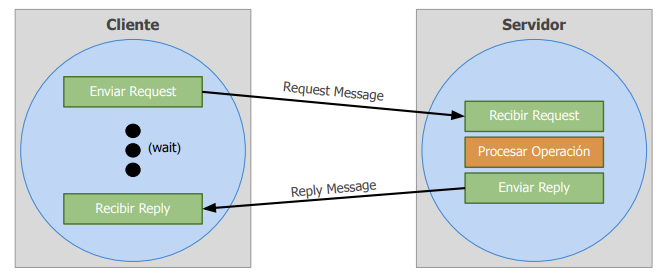 Cliente
Servidor
Enviar Request
Request Message
Recibir Request
(wait)
Procesar Operación
Reply Message
Enviar Reply
Recibir Reply